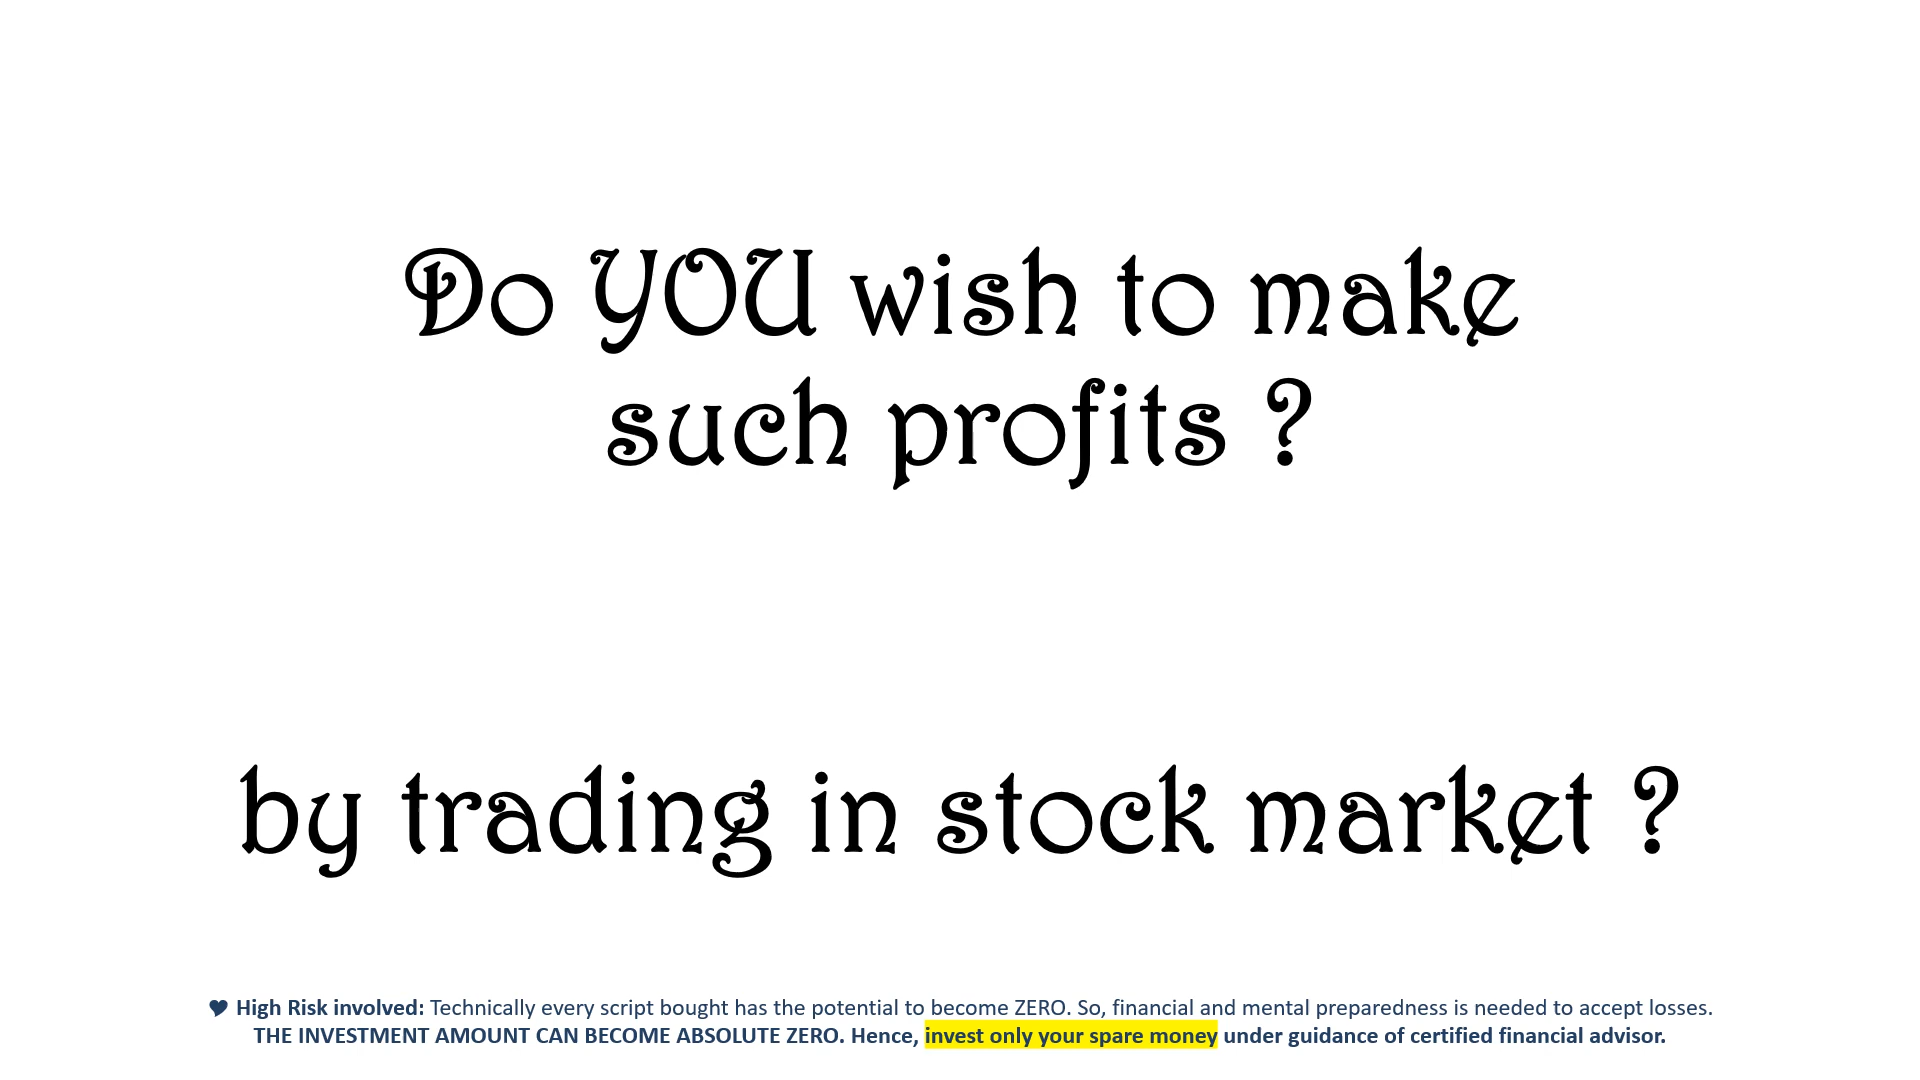 Do YOU wish to make
such profits ?
by trading in stock market ?
❤ High Risk involved: Technically every script bought has the potential to become ZERO. So, financial and mental preparedness is needed to accept losses.
THE INVESTMENT AMOUNT CAN BECOME ABSOLUTE ZERO. Hence, invest only your spare money under guidance of certified financial advisor.